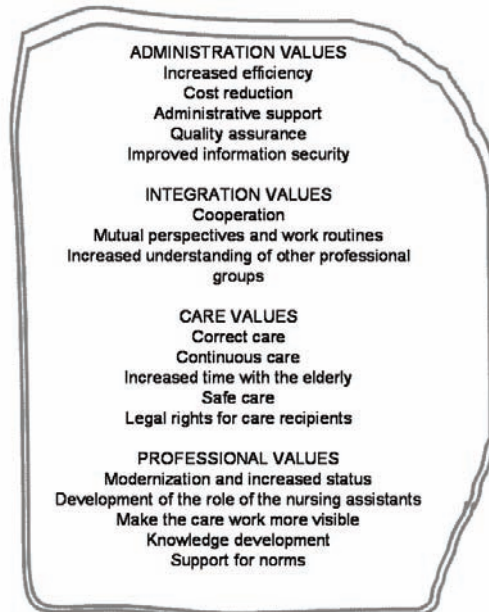 ADMINISTRATION VALUES
Increased efficiency
Cost reduction
Administrative support
Quality assurance
Improved information security
INTEGRATION VALUES
Cooperation
Mutual perspectives and work routines
Increased understanding of other professional
groups
CARE VALUES
Correct care
Continuous care
Increased time with the elderly
Safe care
Legal rights for care recipients
PROFESSIONAL VALUES
Modernization and increased status
Development of the role of the nursing assistants
Make the care work more visible
Knowledge development
Support for norms